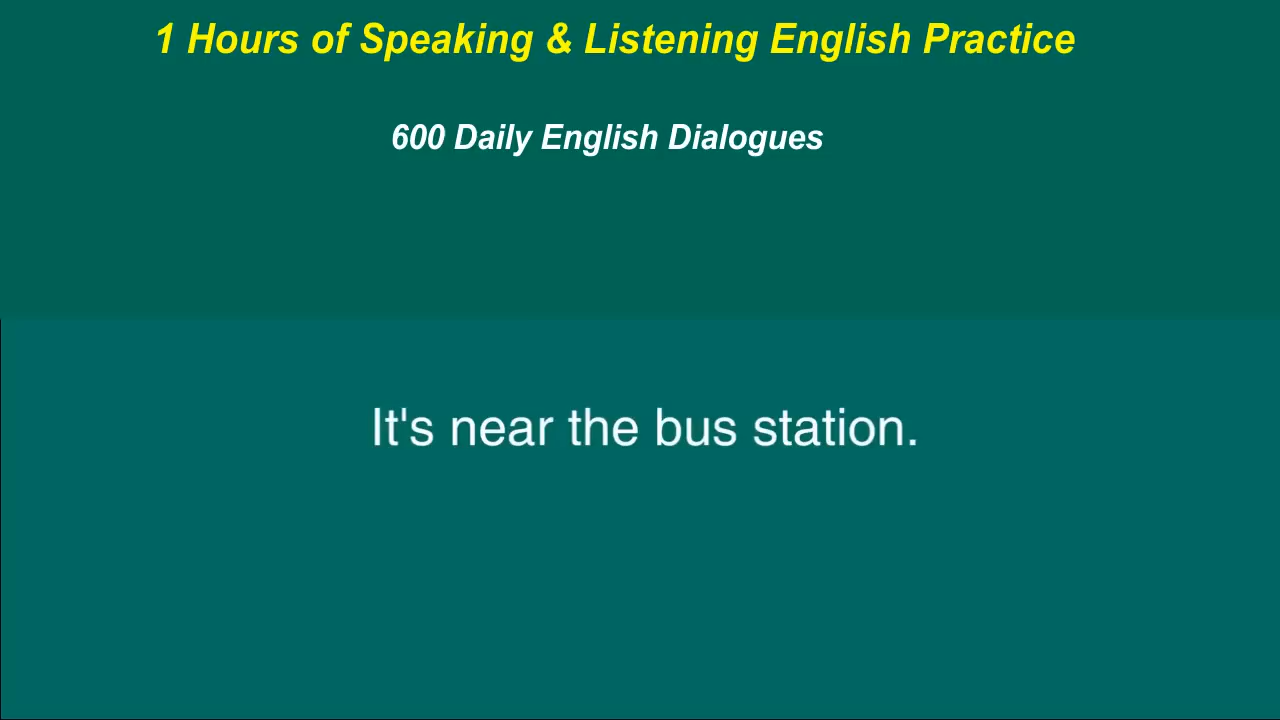 1 Hours of Speaking & Listening English Practice
600 Daily English Dialogues
It's near the bus station.